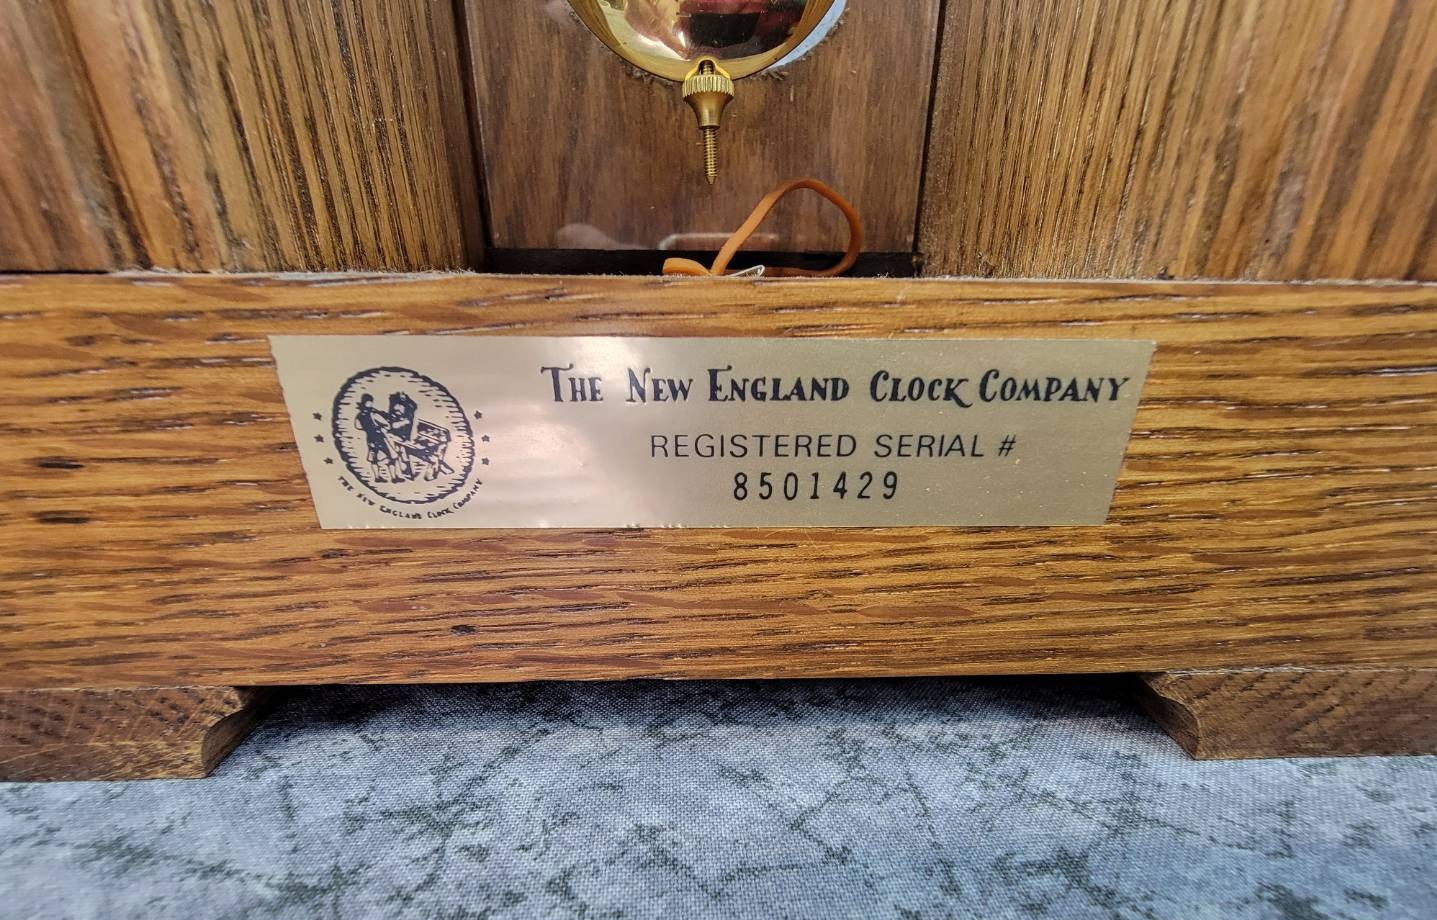 THE NEW ENGLAND CLOCK COMPANY
REGISTERED SERIAL #
8501429
THE NEW ENGLAND CLOCK COMPANY